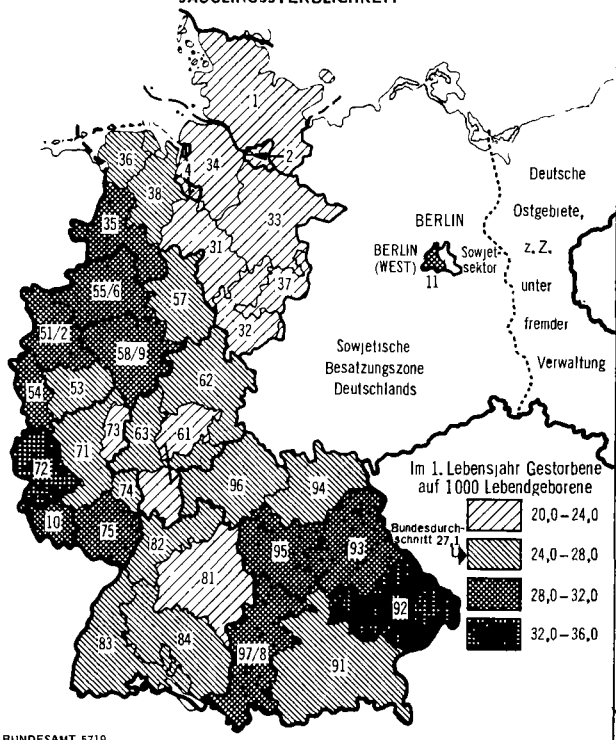 SÄUGLINGSSTERBLICHKEIT
1
2
36
4
34
38
35
33
31
Deutsche
Ostgebiete,
z. Z.
unter
fremder
Verwaltung
BERLIN
BERLIN
(WEST)
Sowjet-
sektor
11
55/6
57
37
32
51/2
58/9
Sowjetische
Besatzungszone
Deutschlands
54
53
62
73
63
61
71
72
74
96
94
10
75
82
95
93
81
92
83
84
97/8
91
Im 1. Lebensjahr Gestorbene
auf 1000 Lebendgeborene
20,0–24,0
Bundesdurch-
schnitt 27,1
24,0–28,0
28,0–32,0
32,0–36,0
BUNDESAMT 5719